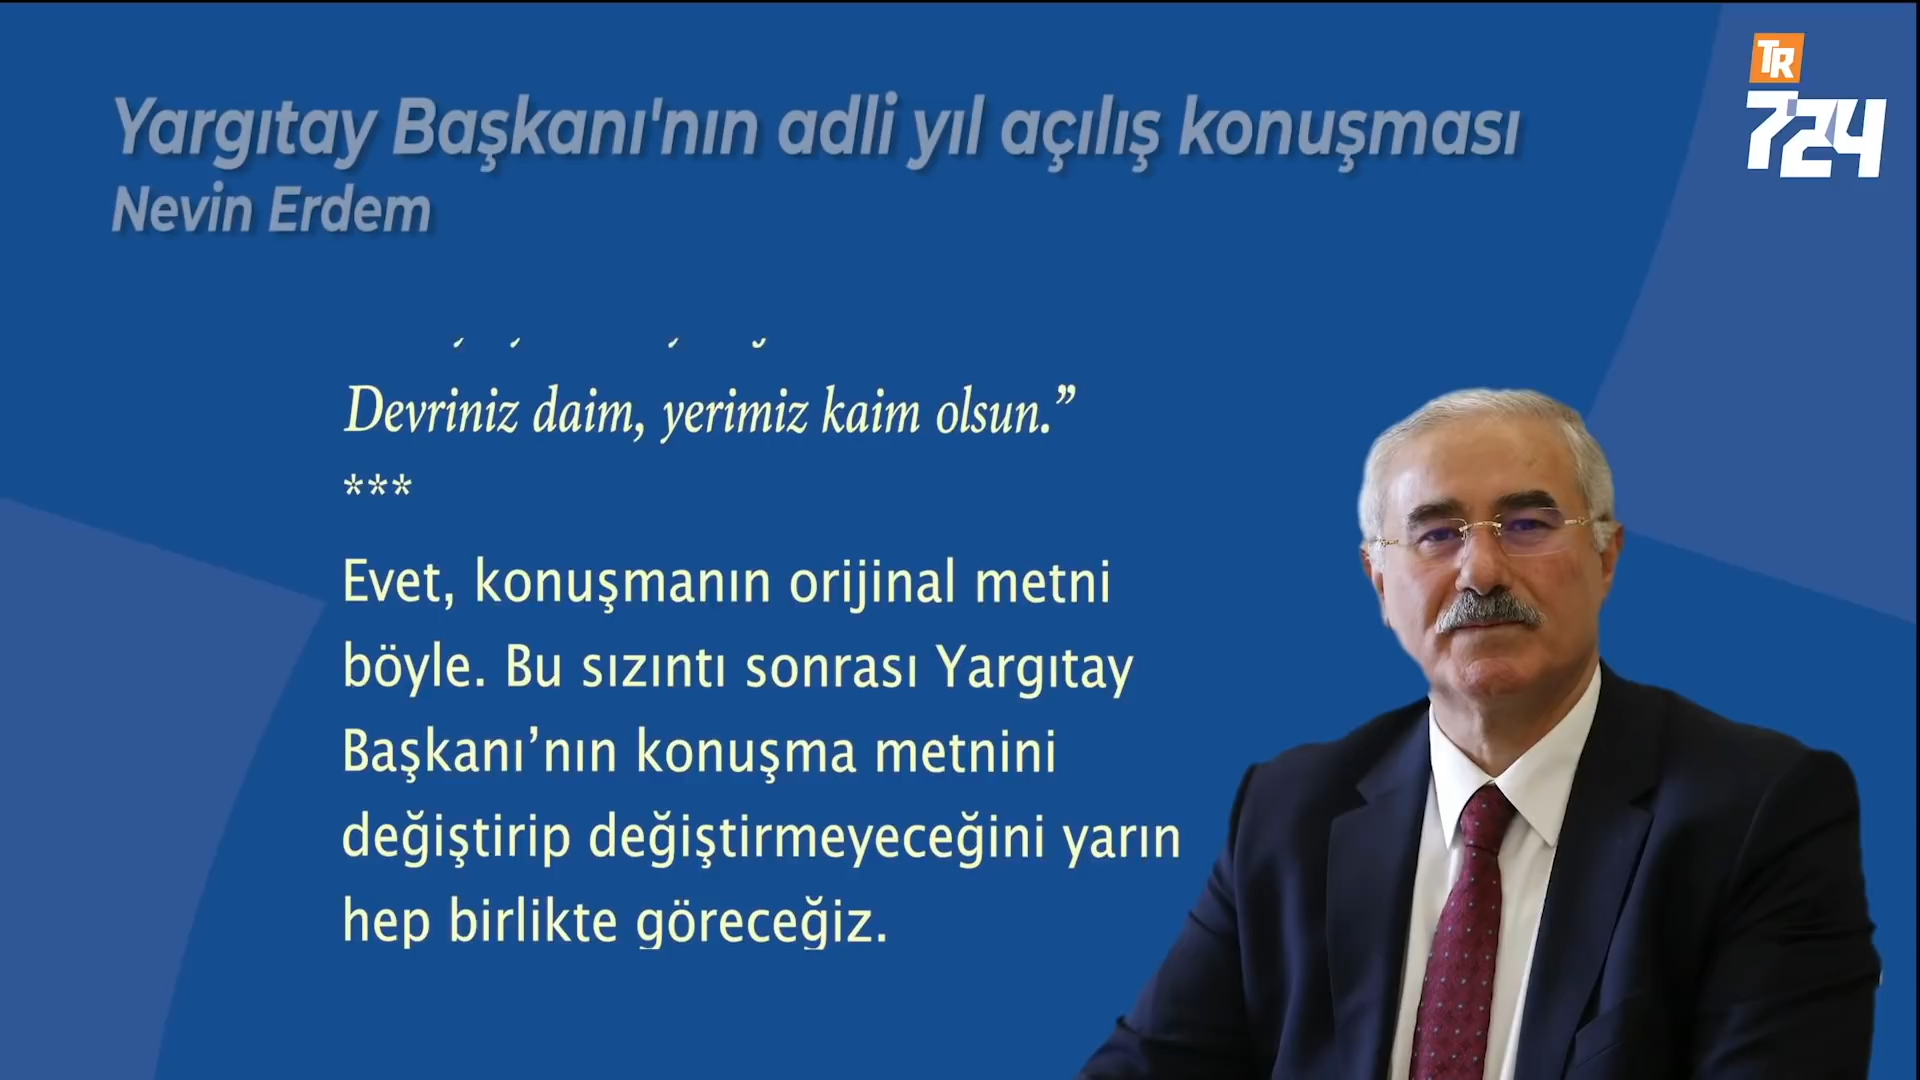 TR
724
Yargıtay Başkanı'nın adli yıl açılış konuşması
Nevin Erdem
Devriniz daim, yerimiz kaim olsun.”
***
Evet, konuşmanın orijinal metni
böyle. Bu sızıntı sonrası Yargıtay
Başkanı’nın konuşma metnini
değiştirip değiştirmeyeceğini yarın
hep birlikte göreceğiz.